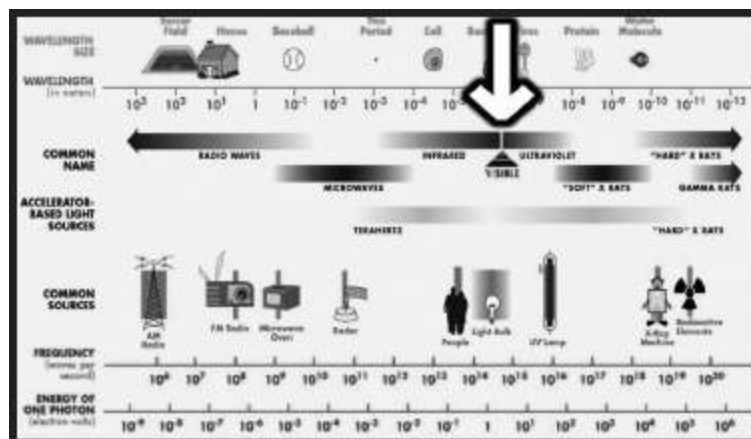 Soccer Field House Baseball This Period Cell Protein Water Molecule
WAVELENGTH SIZE
WAVELENGTH
(in meters)
10³ 10² 10¹ 1 10⁻¹ 10⁻² 10⁻³ 10⁻⁴ 10⁻⁸ 10⁻⁹ 10⁻¹⁰ 10⁻¹¹ 10⁻¹²
COMMON NAME
RADIO WAVES INFRARED ULTRAVIOLET "HARD" X RAYS
MICROWAVES VISIBLE "SOFT" X RAYS GAMMA RAYS
ACCELERATOR-
BASED LIGHT
SOURCES
TERAHERTZ "HARD" X RAYS
COMMON
SOURCES
AM Radio
FM Radio
Microwave Oven
Radar
People
Light Bulb
UV Lamp
X-Ray Machine
Radioactive Elements
FREQUENCY
(waves per second)
10⁶ 10⁷ 10⁸ 10⁹ 10¹⁰ 10¹¹ 10¹² 10¹³ 10¹⁴ 10¹⁵ 10¹⁶ 10¹⁷ 10¹⁸ 10¹⁹ 10²⁰
ENERGY OF
ONE PHOTON
(electron volts)
10⁻⁹ 10⁻⁸ 10⁻⁷ 10⁻⁶ 10⁻⁵ 10⁻⁴ 10⁻³ 10⁻² 10⁻¹ 1 10¹ 10² 10³ 10⁴ 10⁵ 10⁶